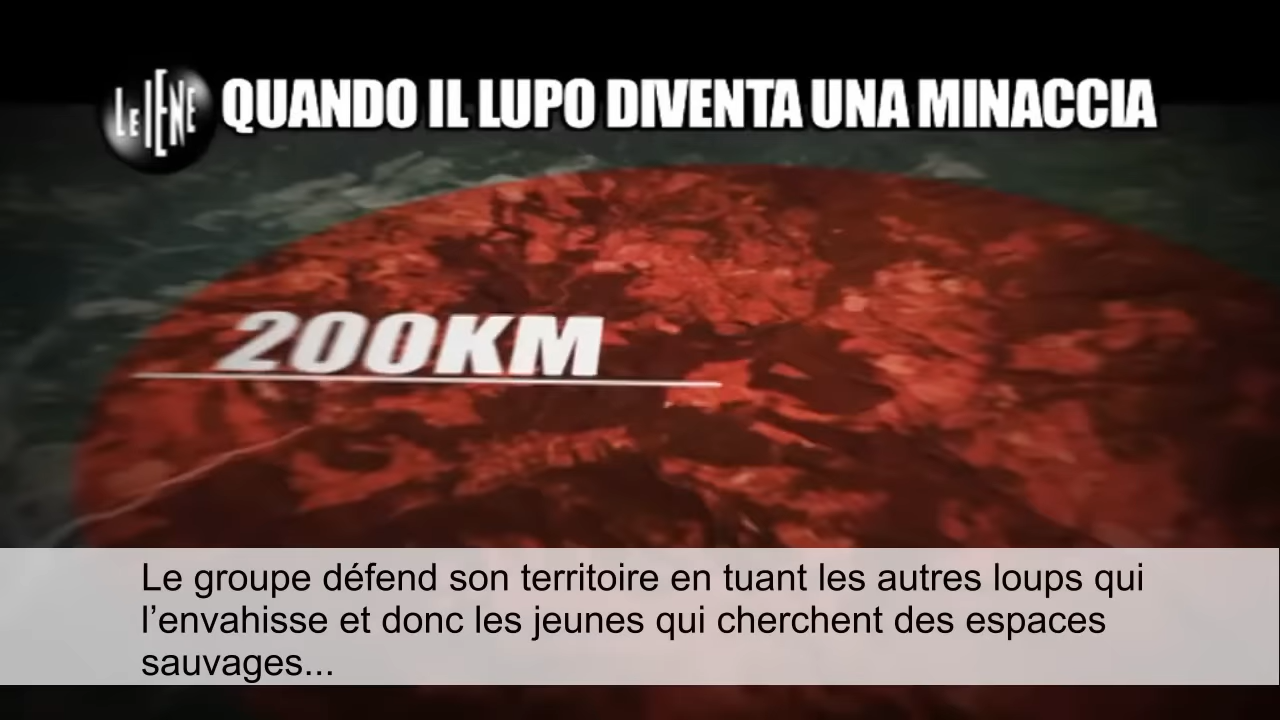 LE IENE QUANDO IL LUPO DIVENTA UNA MINACCIA
200KM
Le groupe défend son territoire en tuant les autres loups qui
l’envahisse et donc les jeunes qui cherchent des espaces
sauvages...